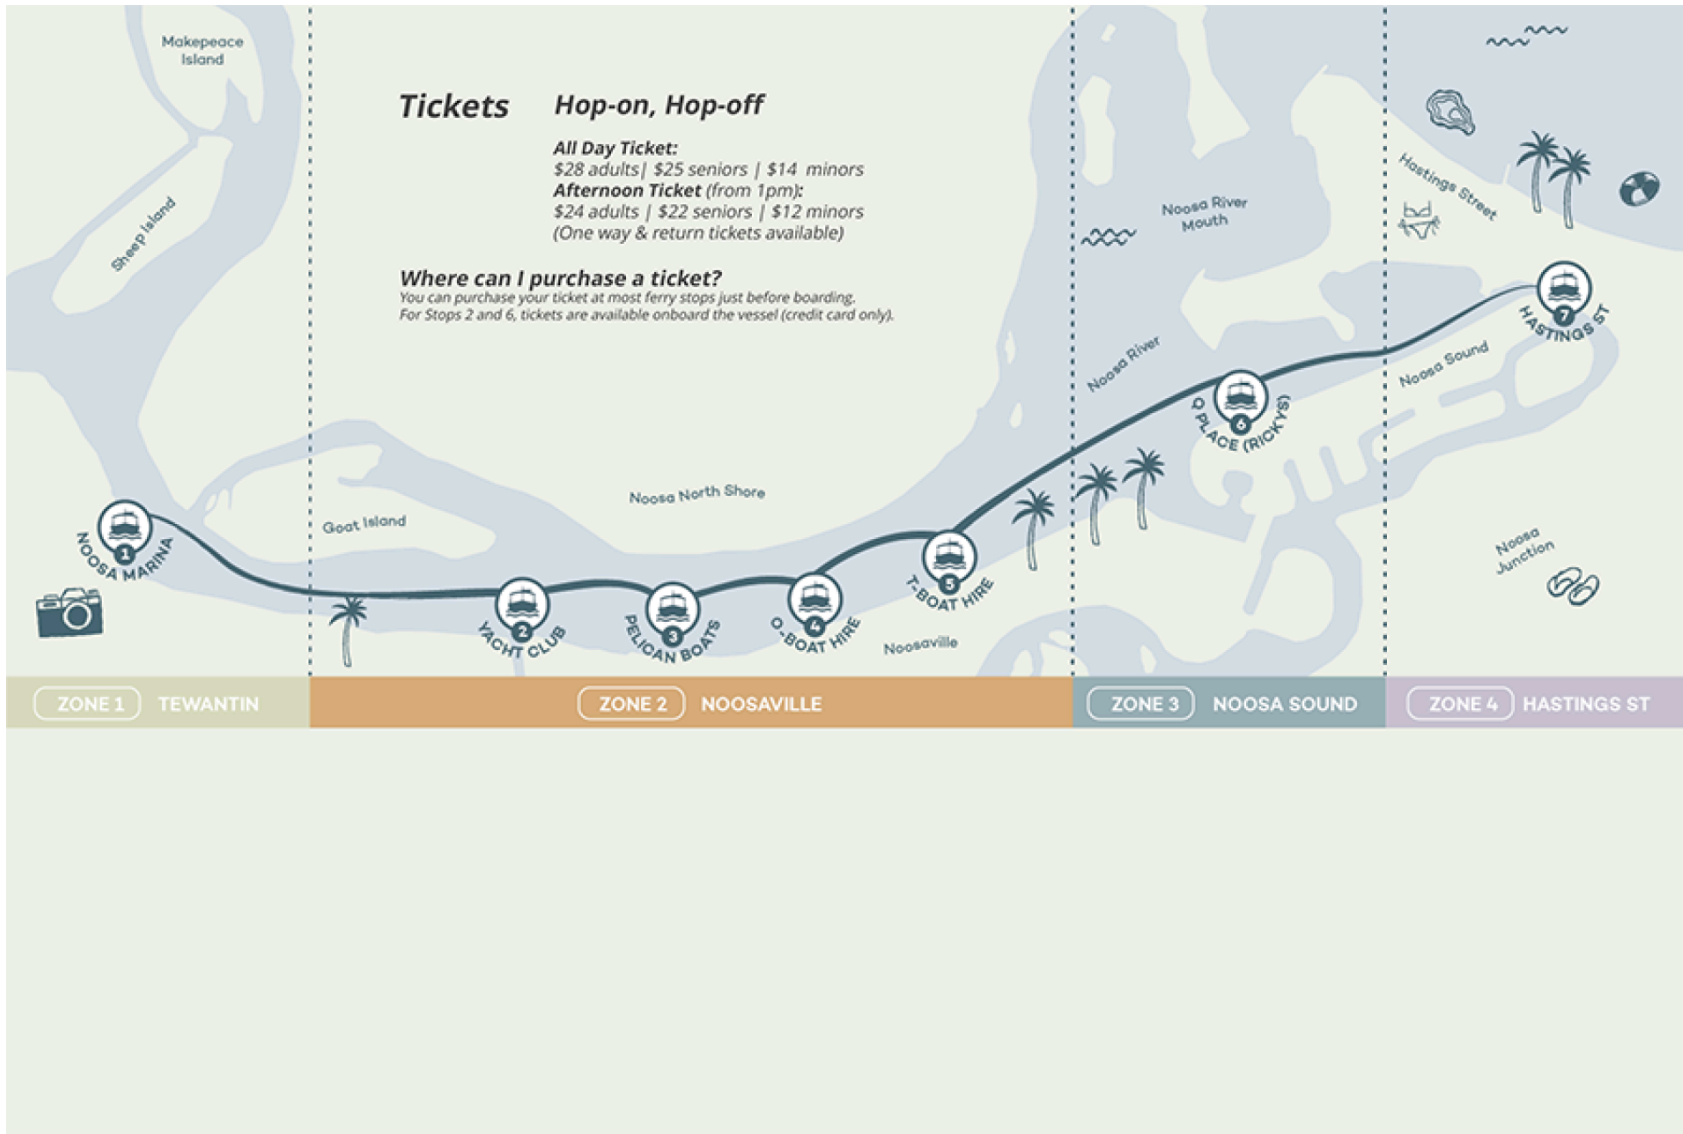 Makepeace
Island
Sheep Island
Tickets
Hop-on, Hop-off
All Day Ticket:
$28 adults| $25 seniors | $14 minors
Afternoon Ticket (from 1pm):
$24 adults | $22 seniors | $12 minors
(One way & return tickets available)
Where can I purchase a ticket?
You can purchase your ticket at most ferry stops just before boarding.
For Stops 2 and 6, tickets are available onboard the vessel (credit card only).
Noosa River
Mouth
Hastings Street
Noosa River
Noosa Sound
Noosa North Shore
Goat Island
Noosaville
Noosa
Junction
1
NOOSA MARINA
2
YACHT CLUB
3
PELICAN BOATS
4
O-BOAT HIRE
5
T-BOAT HIRE
6
Q PLACE (RICKYS)
7
HASTINGS ST
ZONE 1 TEWANTIN
ZONE 2 NOOSAVILLE
ZONE 3 NOOSA SOUND
ZONE 4 HASTINGS ST